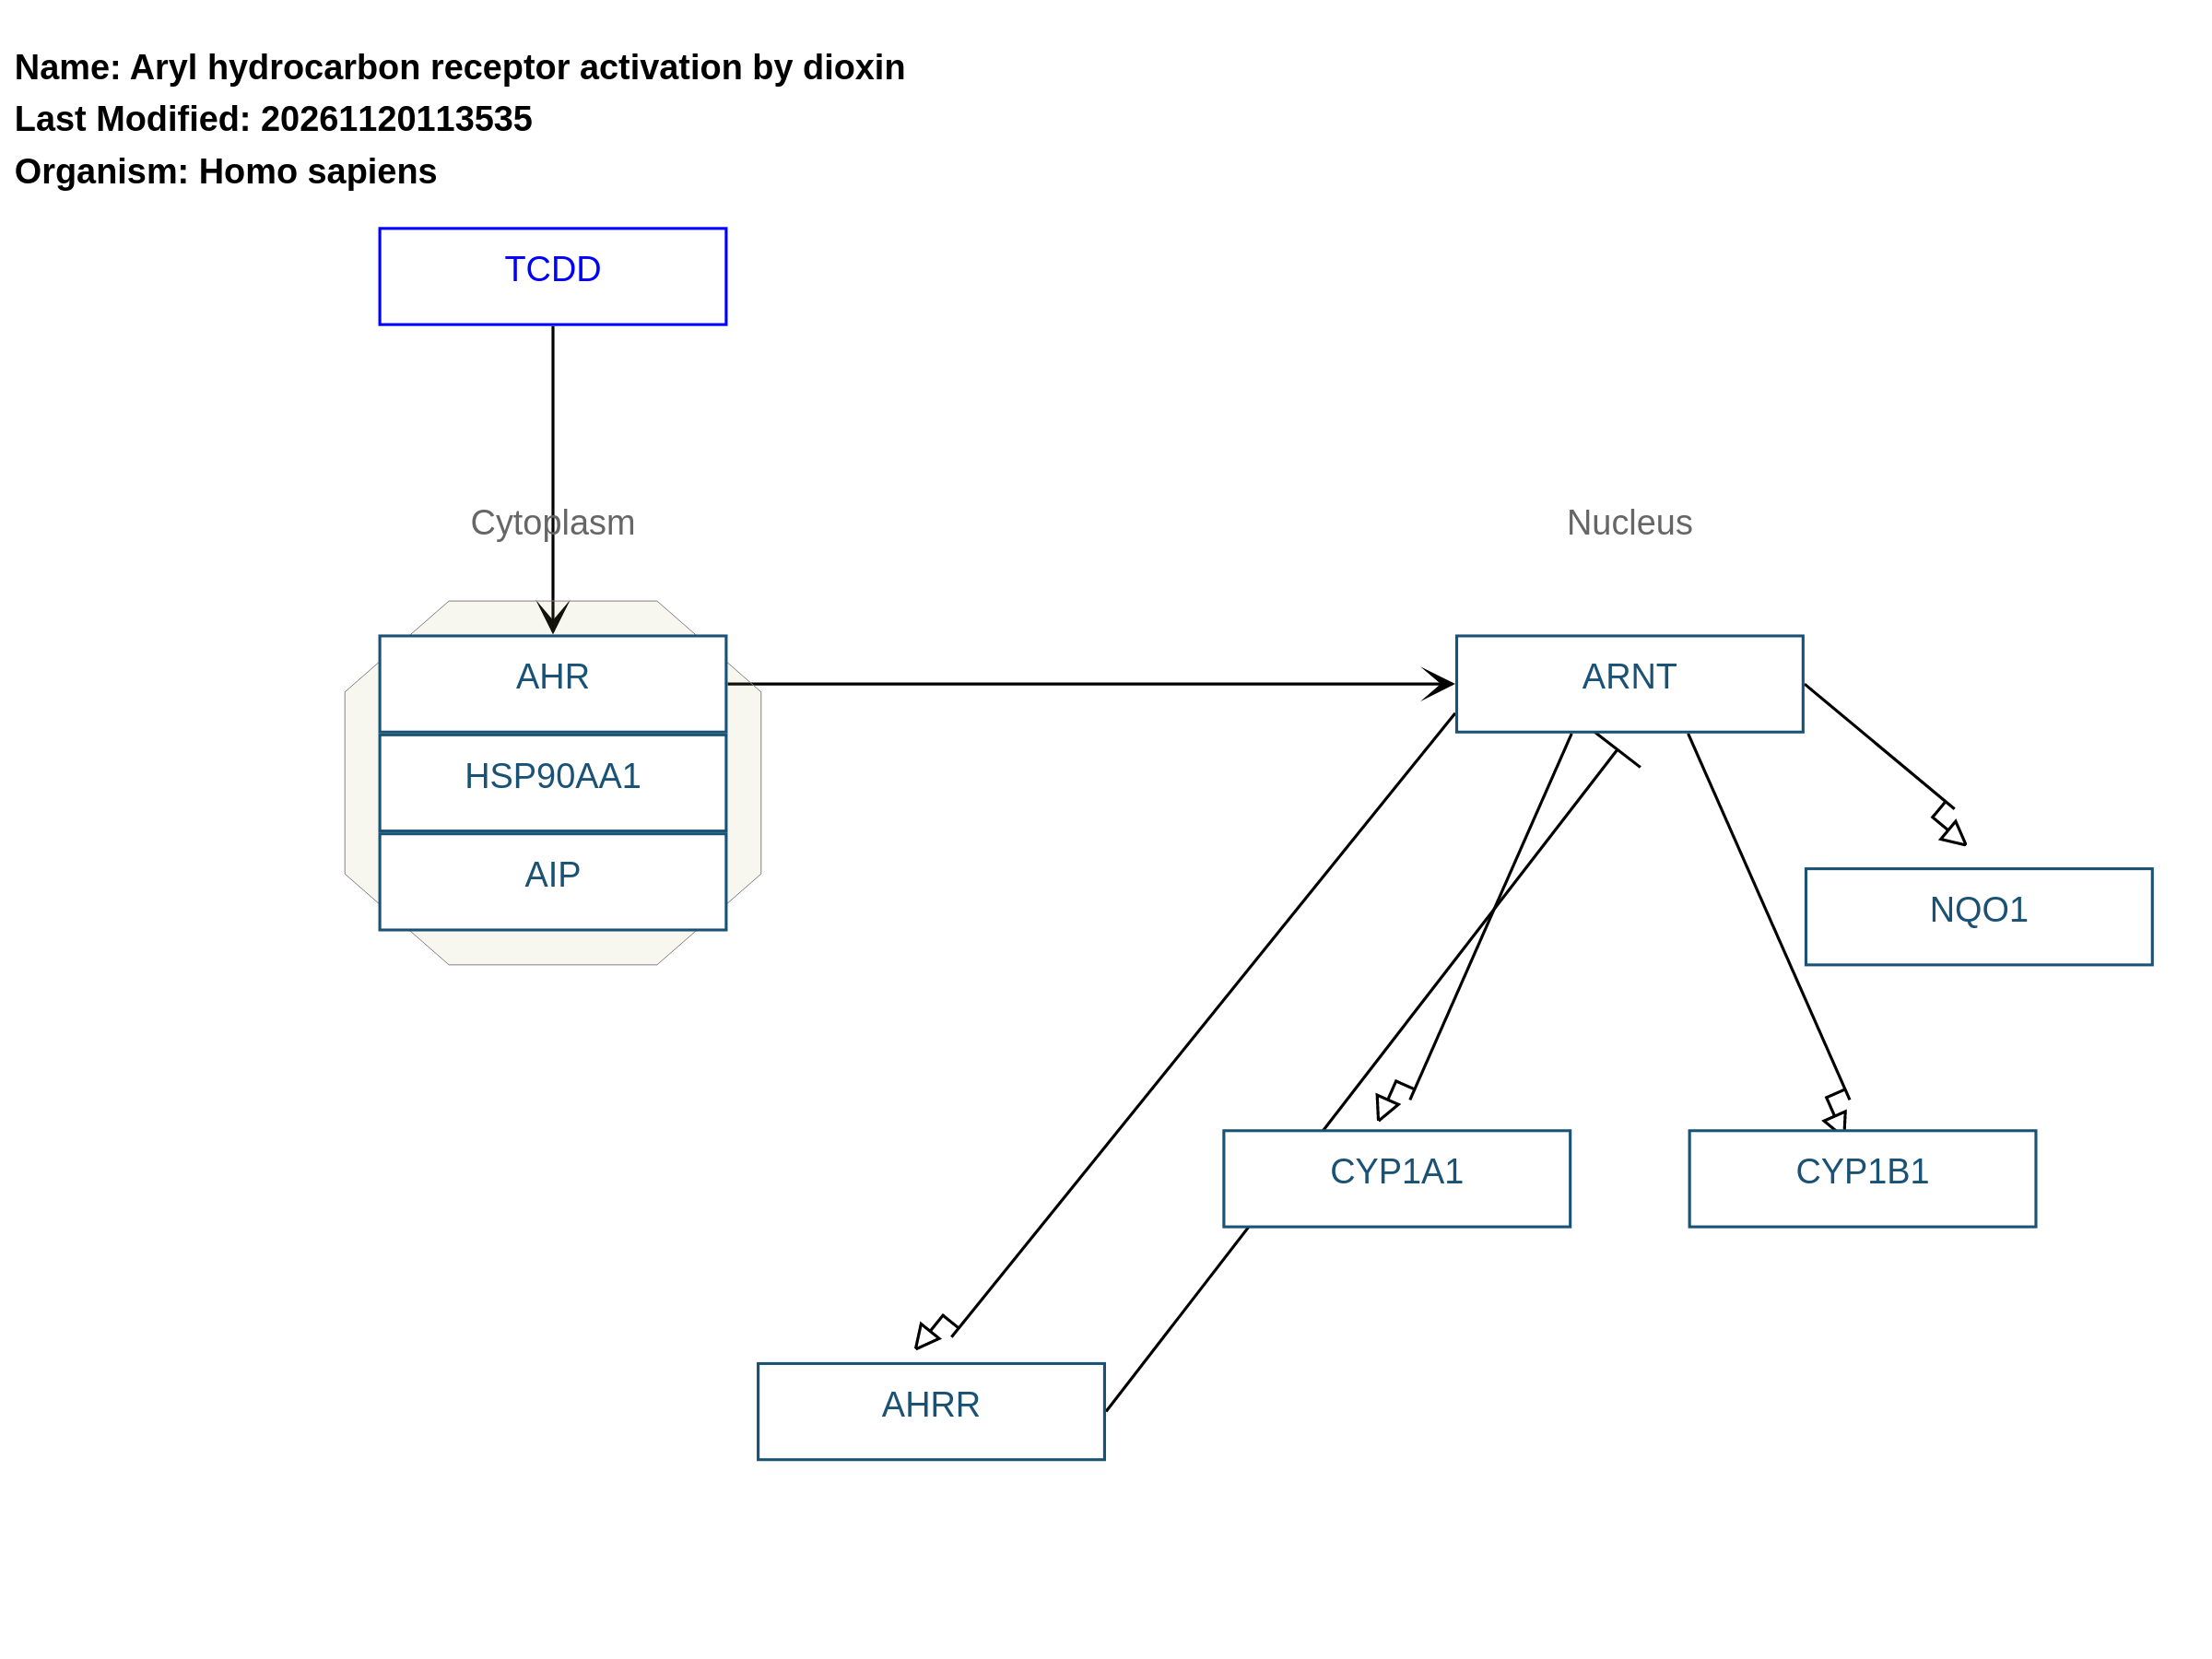 Name: Aryl hydrocarbon receptor activation by dioxin
Last Modified: 20261120113535
Organism: Homo sapiens
TCDD
Cytoplasm
Nucleus
AHR
ARNT
HSP90AA1
AIP
NQO1
CYP1A1
CYP1B1
AHRR